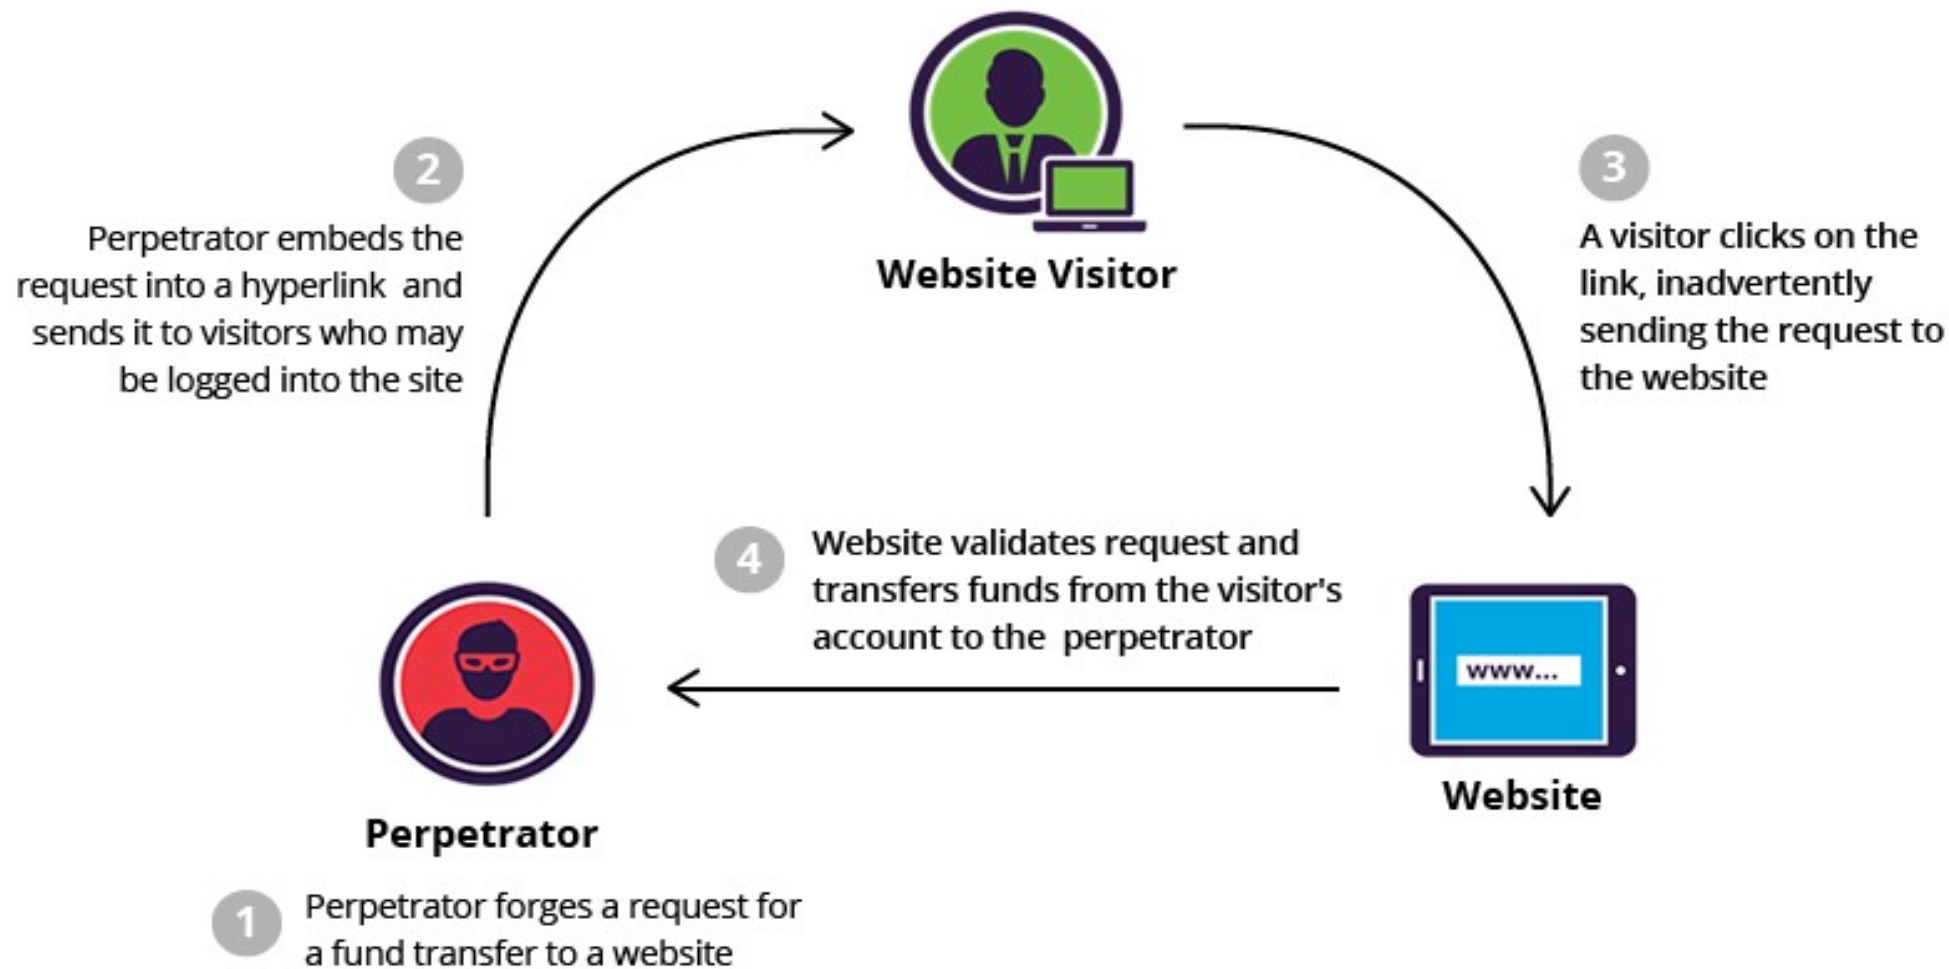 2
Perpetrator embeds the
request into a hyperlink and
sends it to visitors who may
be logged into the site
Website Visitor
3
A visitor clicks on the
link, inadvertently
sending the request to
the website
4
Website validates request and
transfers funds from the visitor's
account to the perpetrator
www...
Website
Perpetrator
1
Perpetrator forges a request for
a fund transfer to a website